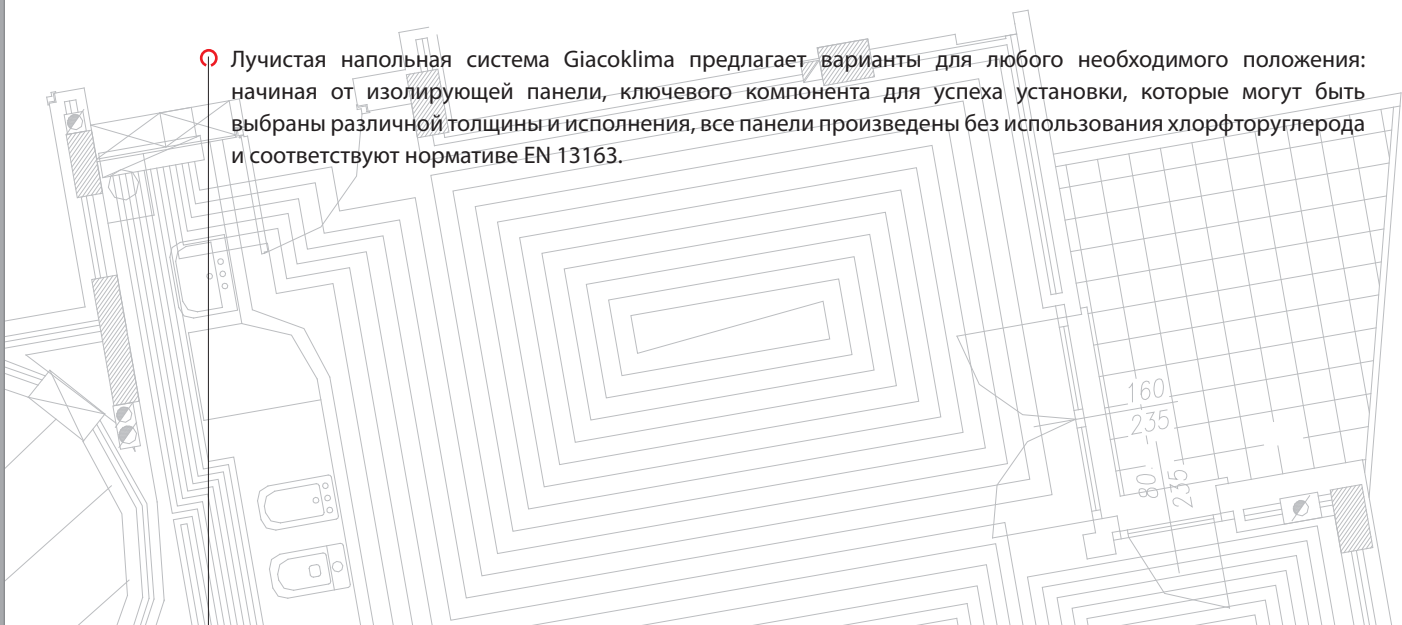 Лучистая напольная система Giacoklima предлагает варианты для любого необходимого положения:
начиная от изолирующей панели, ключевого компонента для успеха установки, которые могут быть
выбраны различной толщины и исполнения, все панели произведены без использования хлорфторуглерода
и соответствуют нормативе EN 13163.
160
235
80
235